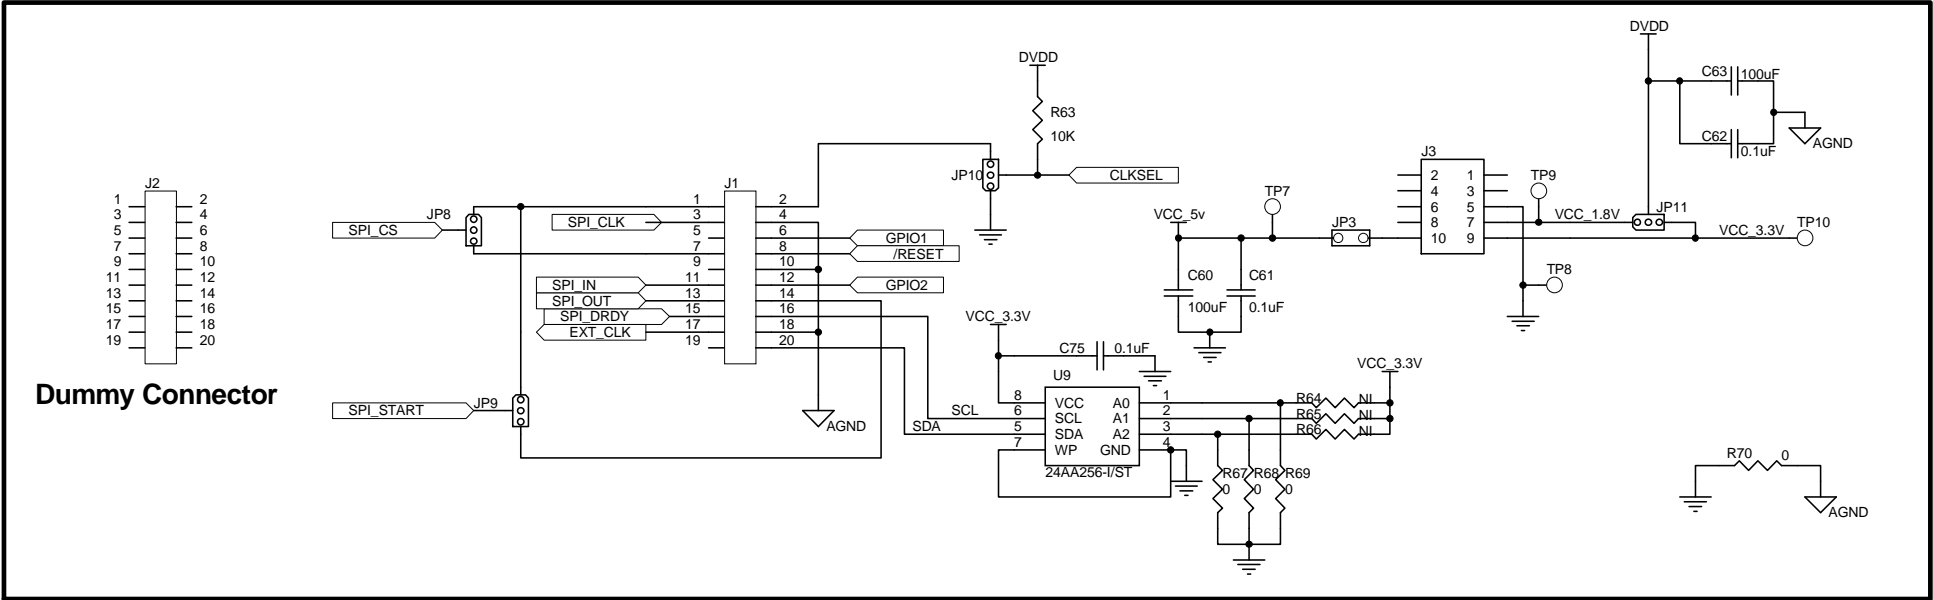 J2
1 2
3 4
5 6
7 8
9 10
11 12
13 14
15 16
17 18
19 20
Dummy Connector
SPI_CS
JP8
SPI_START
JP9
J1
1 2
SPI_CLK 3 4
5 6 GPIO1
7 8 /RESET
9 10
SPI_IN 11 12 GPIO2
SPI_OUT 13 14
SPI_DRDY 15 16
EXT_CLK 17 18
19 20
AGND
SCL
SDA
DVDD
R63
10K
JP10
CLKSEL
VCC_3.3V
C75 0.1uF
U9
8 VCC A0 1
6 SCL A1 2
5 SDA A2 3
7 WP GND 4
24AA256-I/ST
R64 NI
R65 NI
R66 NI
VCC_3.3V
R67 R68 R69
0 0 0
VCC_5v
TP7
JP3
C60 C61
100uF 0.1uF
J3
2 1
4 3
6 5
8 7
10 9
TP9
VCC_1.8V
JP11
VCC_3.3V
TP10
TP8
DVDD
C63 100uF
C62 0.1uF
AGND
R70 0
AGND